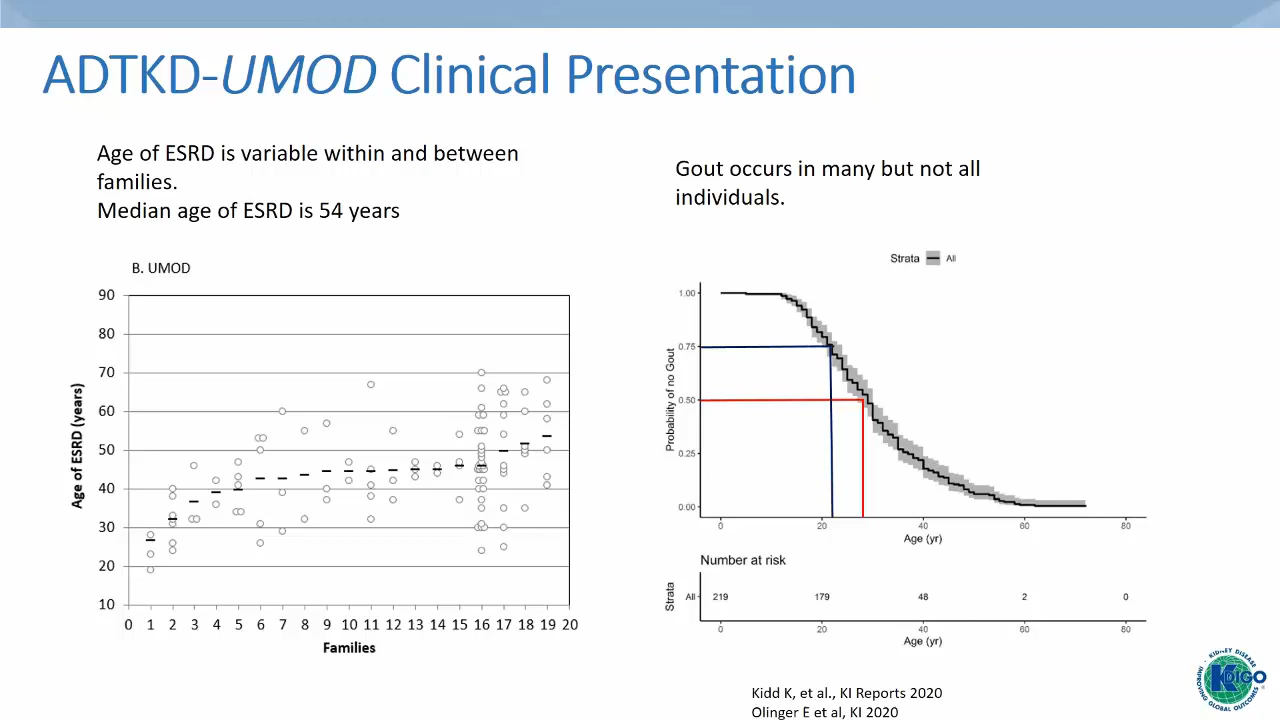 ADTKD-UMOD Clinical Presentation
Age of ESRD is variable within and between
families.
Median age of ESRD is 54 years
Gout occurs in many but not all
individuals.
B. UMOD
90
80
70
60
50
40
30
20
10
Age of ESRD (years)
0 1 2 3 4 5 6 7 8 9 10 11 12 13 14 15 16 17 18 19 20
Families
Strata All
1.00
0.75
0.50
0.25
0.00
Probability of no Gout
0 20 40 60 80
Age (yr)
Number at risk
Strata
All 219 179 48 2 0
0 20 40 60 80
Age (yr)
Kidd K, et al., KI Reports 2020
Olinger E et al, KI 2020
KIDNEY DISEASE
KDIGO
IMPROVING GLOBAL OUTCOMES